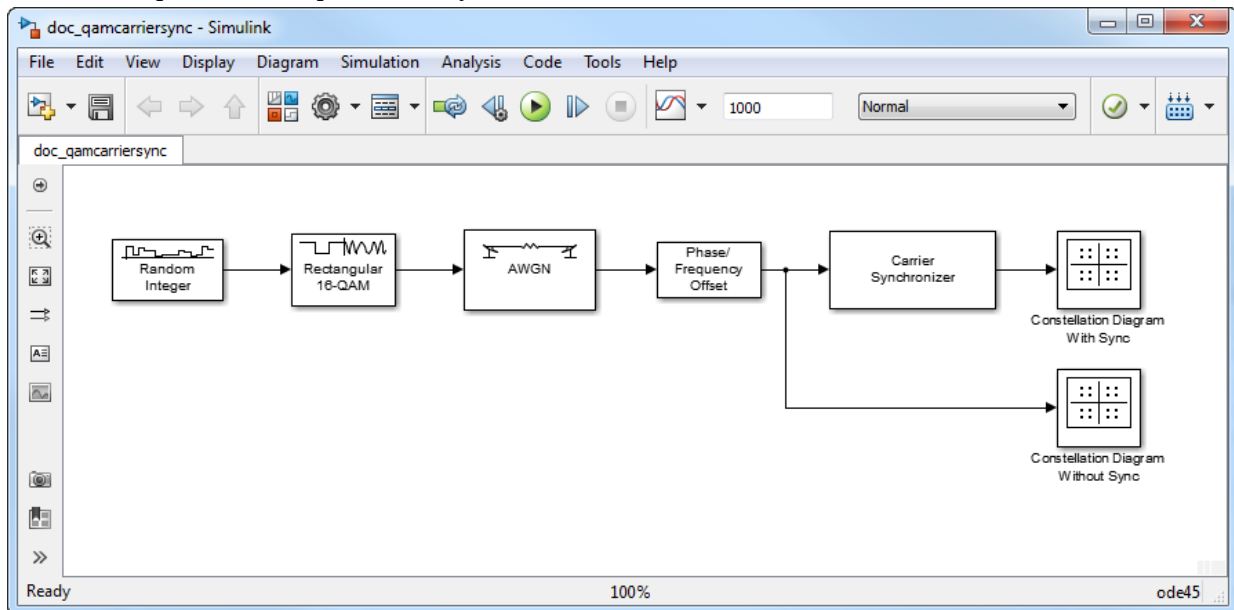 doc_qamcarriersync - Simulink
File Edit View Display Diagram Simulation Analysis Code Tools Help
1000
Normal
doc_qamcarriersync
Random
Integer
Rectangular
16-QAM
AWGN
Phase/
Frequency
Offset
Carrier
Synchronizer
Constellation Diagram
With Sync
Constellation Diagram
Without Sync
Ready 100% ode45